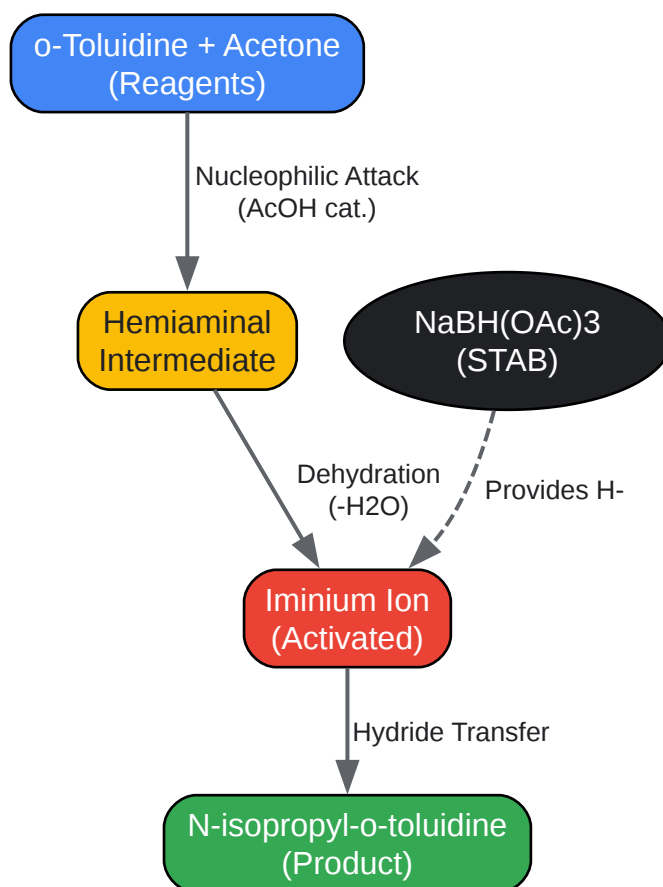 o-Toluidine + Acetone
(Reagents)
Nucleophilic Attack
(AcOH cat.)
Hemiaminal
Intermediate
NaBH(OAc)3
(STAB)
Dehydration
(-H2O)
Provides H-
Iminium Ion
(Activated)
Hydride Transfer
N-isopropyl-o-toluidine
(Product)